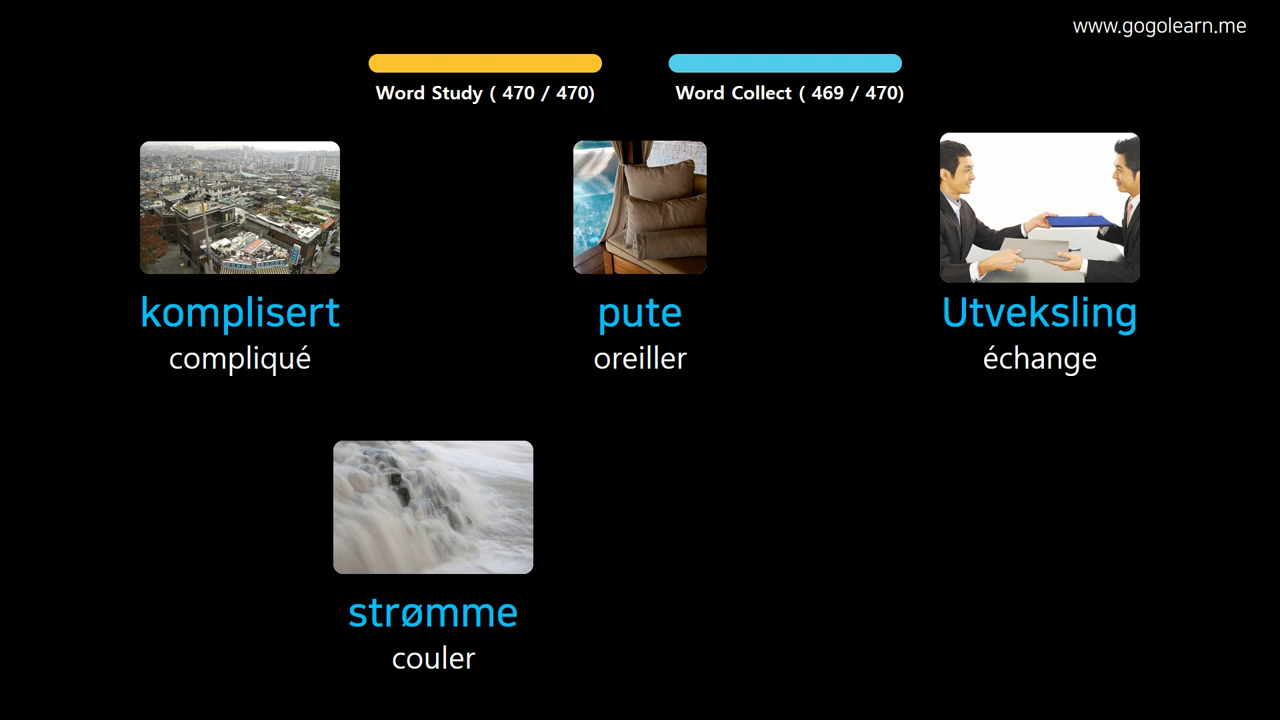 www.gogolearn.me
Word Study ( 470 / 470)
Word Collect ( 469 / 470)
komplisert
compliqué
pute
oreiller
Utveksling
échange
strømme
couler